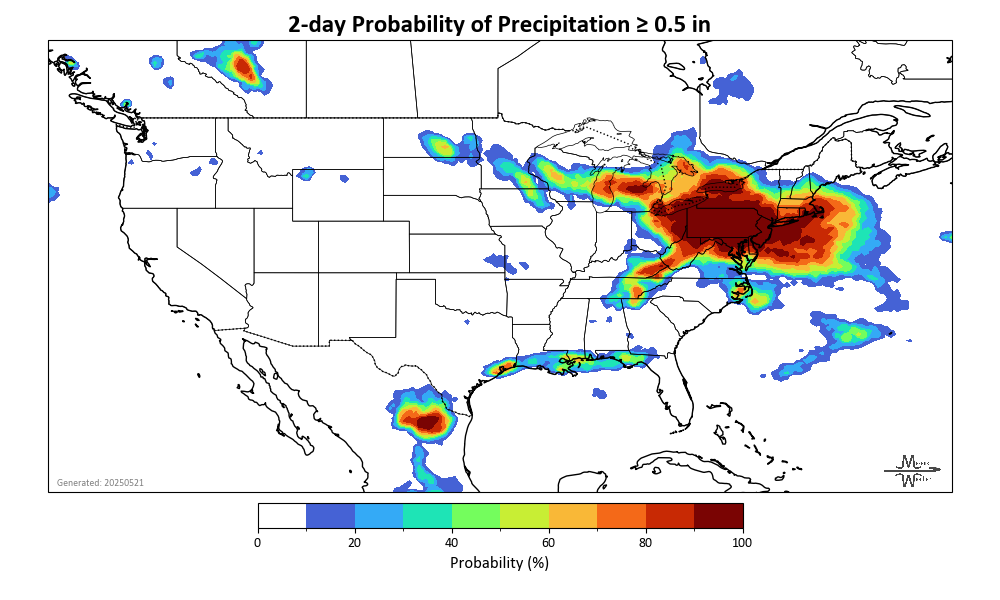 2-day Probability of Precipitation ≥ 0.5 in
Generated: 20250521
0 20 40 60 80 100
Probability (%)